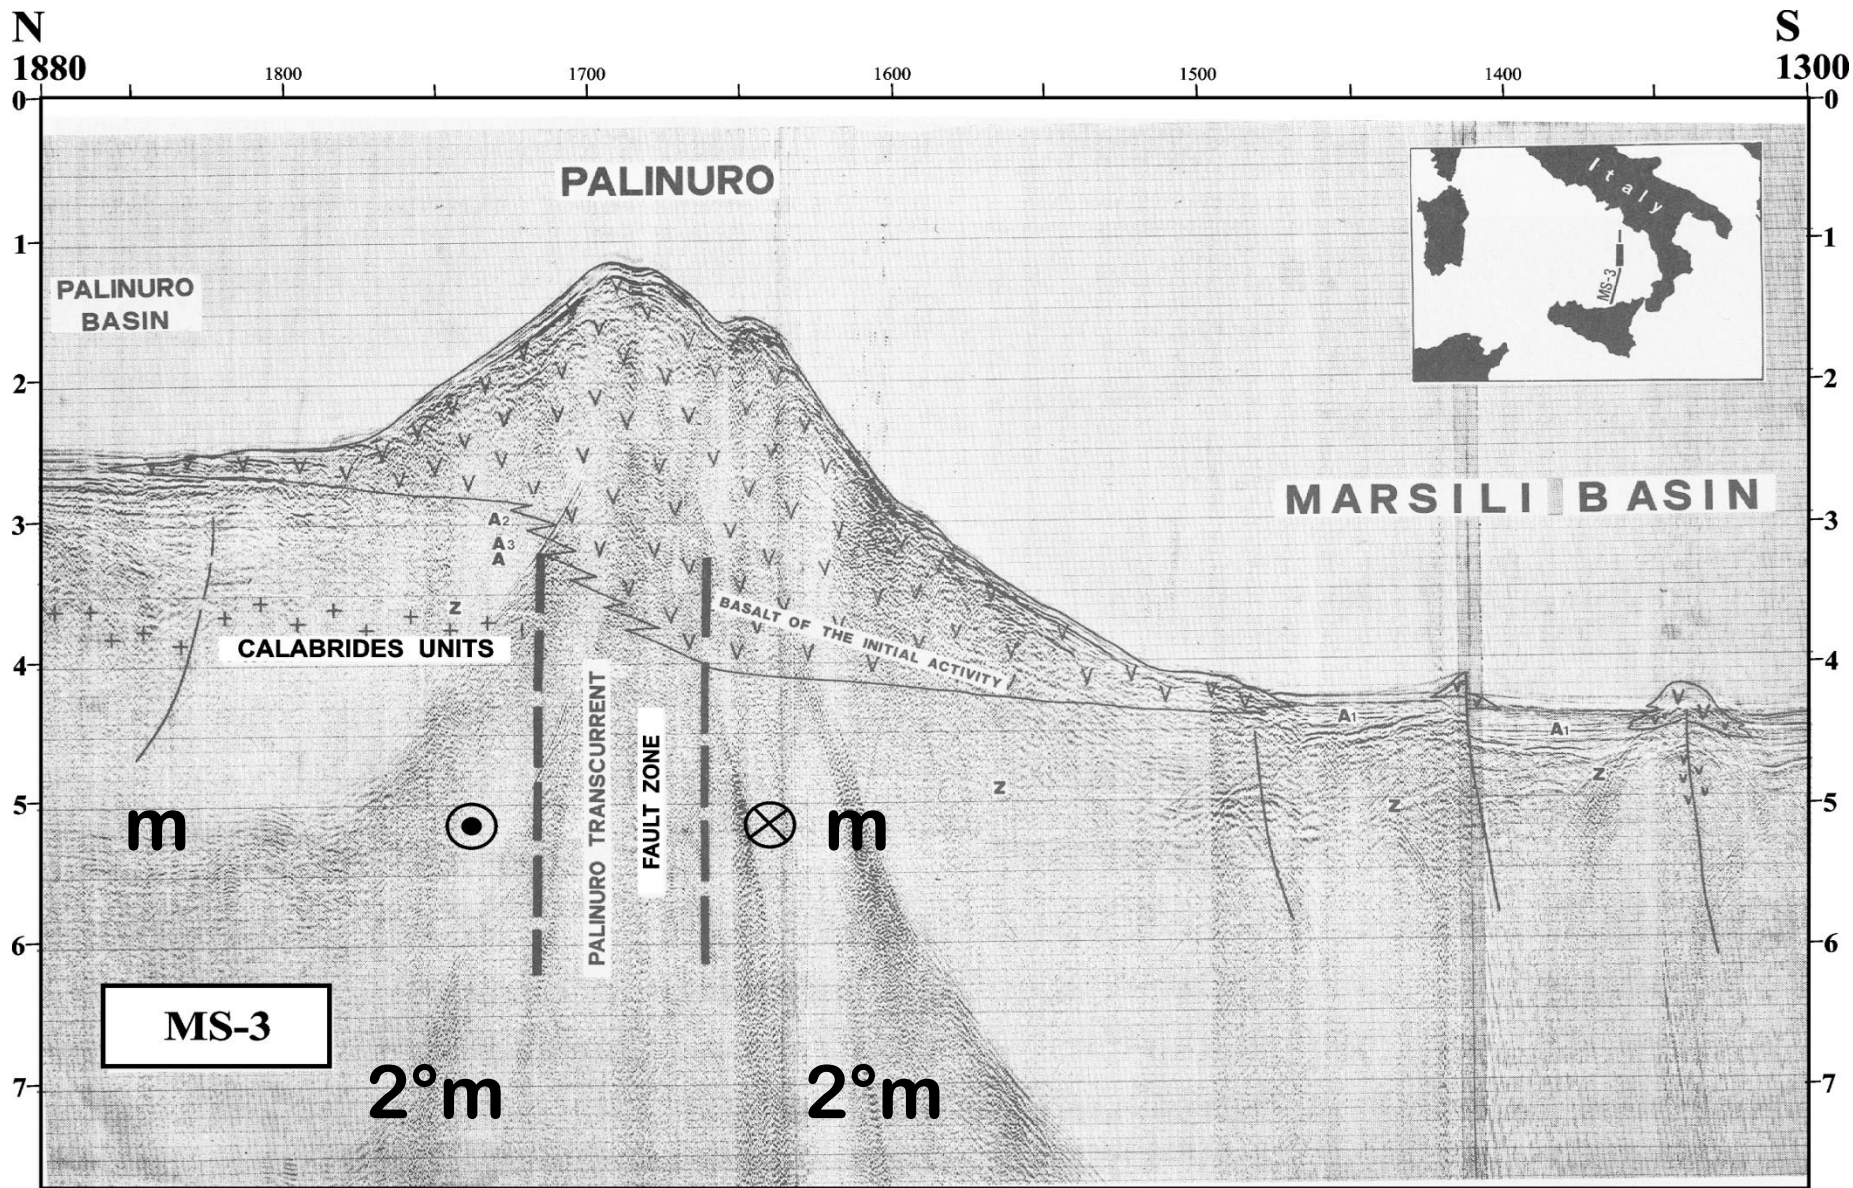 N
S
1880
1800
1700
1600
1500
1400
1300
0
0
PALINURO
Italy
MS-3
1
1
PALINURO
BASIN
2
2
MARSILI BASIN
3
3
A2
A3
A
BASALT OF THE INITIAL ACTIVITY
Z
CALABRIDES UNITS
4
4
A1
A1
Z
Z
Z
PALINURO TRANSCURRENT
FAULT ZONE
5
5
m
m
6
6
MS-3
7
7
2°m
2°m